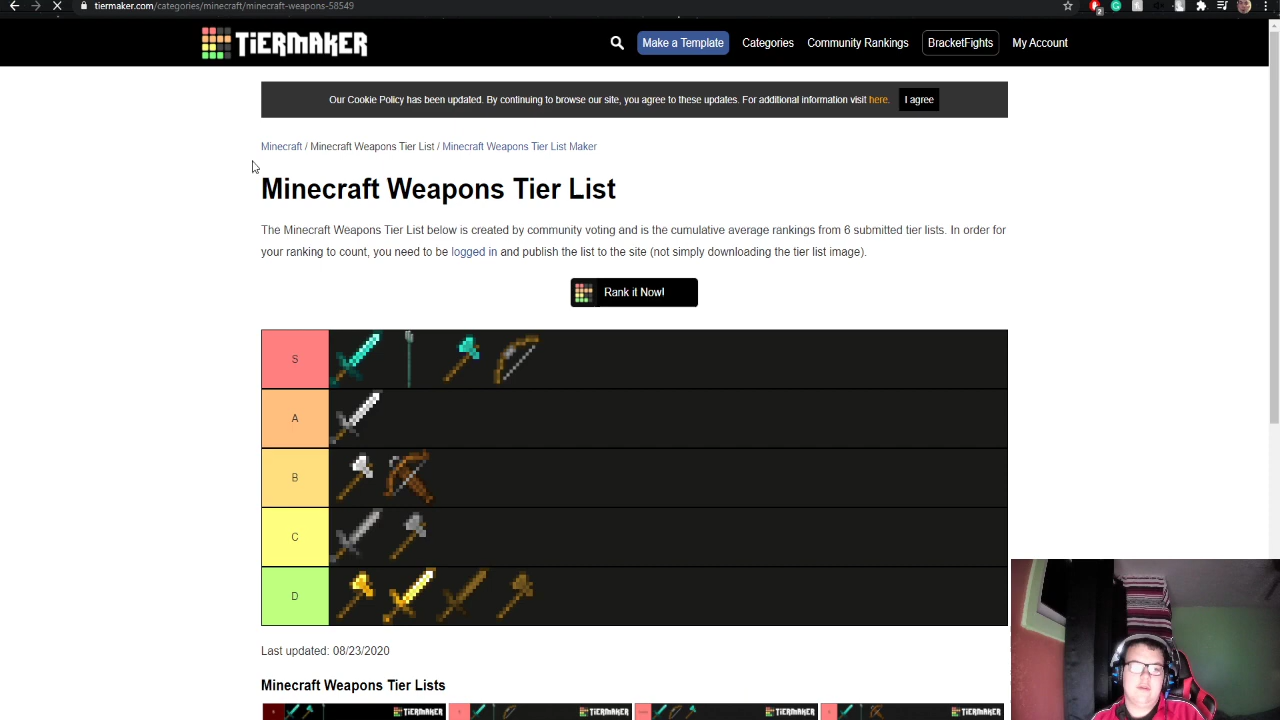 tiermaker.com/categories/minecraft/minecraft-weapons-58549
2
TiERMAKER
Make a Template
Categories
Community Rankings
BracketFights
My Account
Our Cookie Policy has been updated. By continuing to browse our site, you agree to these updates. For additional information visit here.
I agree
Minecraft / Minecraft Weapons Tier List / Minecraft Weapons Tier List Maker
Minecraft Weapons Tier List
The Minecraft Weapons Tier List below is created by community voting and is the cumulative average rankings from 6 submitted tier lists. In order for
your ranking to count, you need to be logged in and publish the list to the site (not simply downloading the tier list image).
Rank it Now!
S
A
B
C
D
Last updated: 08/23/2020
Minecraft Weapons Tier Lists
TiERMAKER
TiERMAKER
TiERMAKER
TiERMAKER